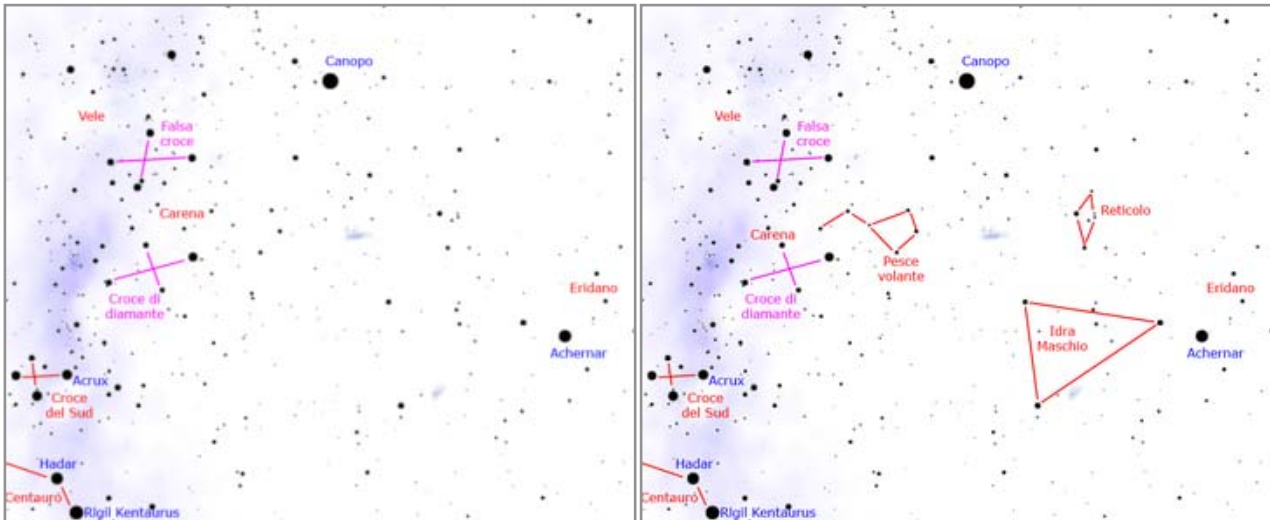 Canopo
Vele
Falsa
croce
Carena
Croce di
diamante
Eridano
Achernar
Acrux
Croce
del Sud
Hadar
Centauro
Rigil Kentaurus
Canopo
Vele
Falsa
croce
Reticolo
Carena
Pesce
volante
Croce di
diamante
Eridano
Idra
Maschio
Achernar
Acrux
Croce
del Sud
Hadar
Centauro
Rigil Kentaurus